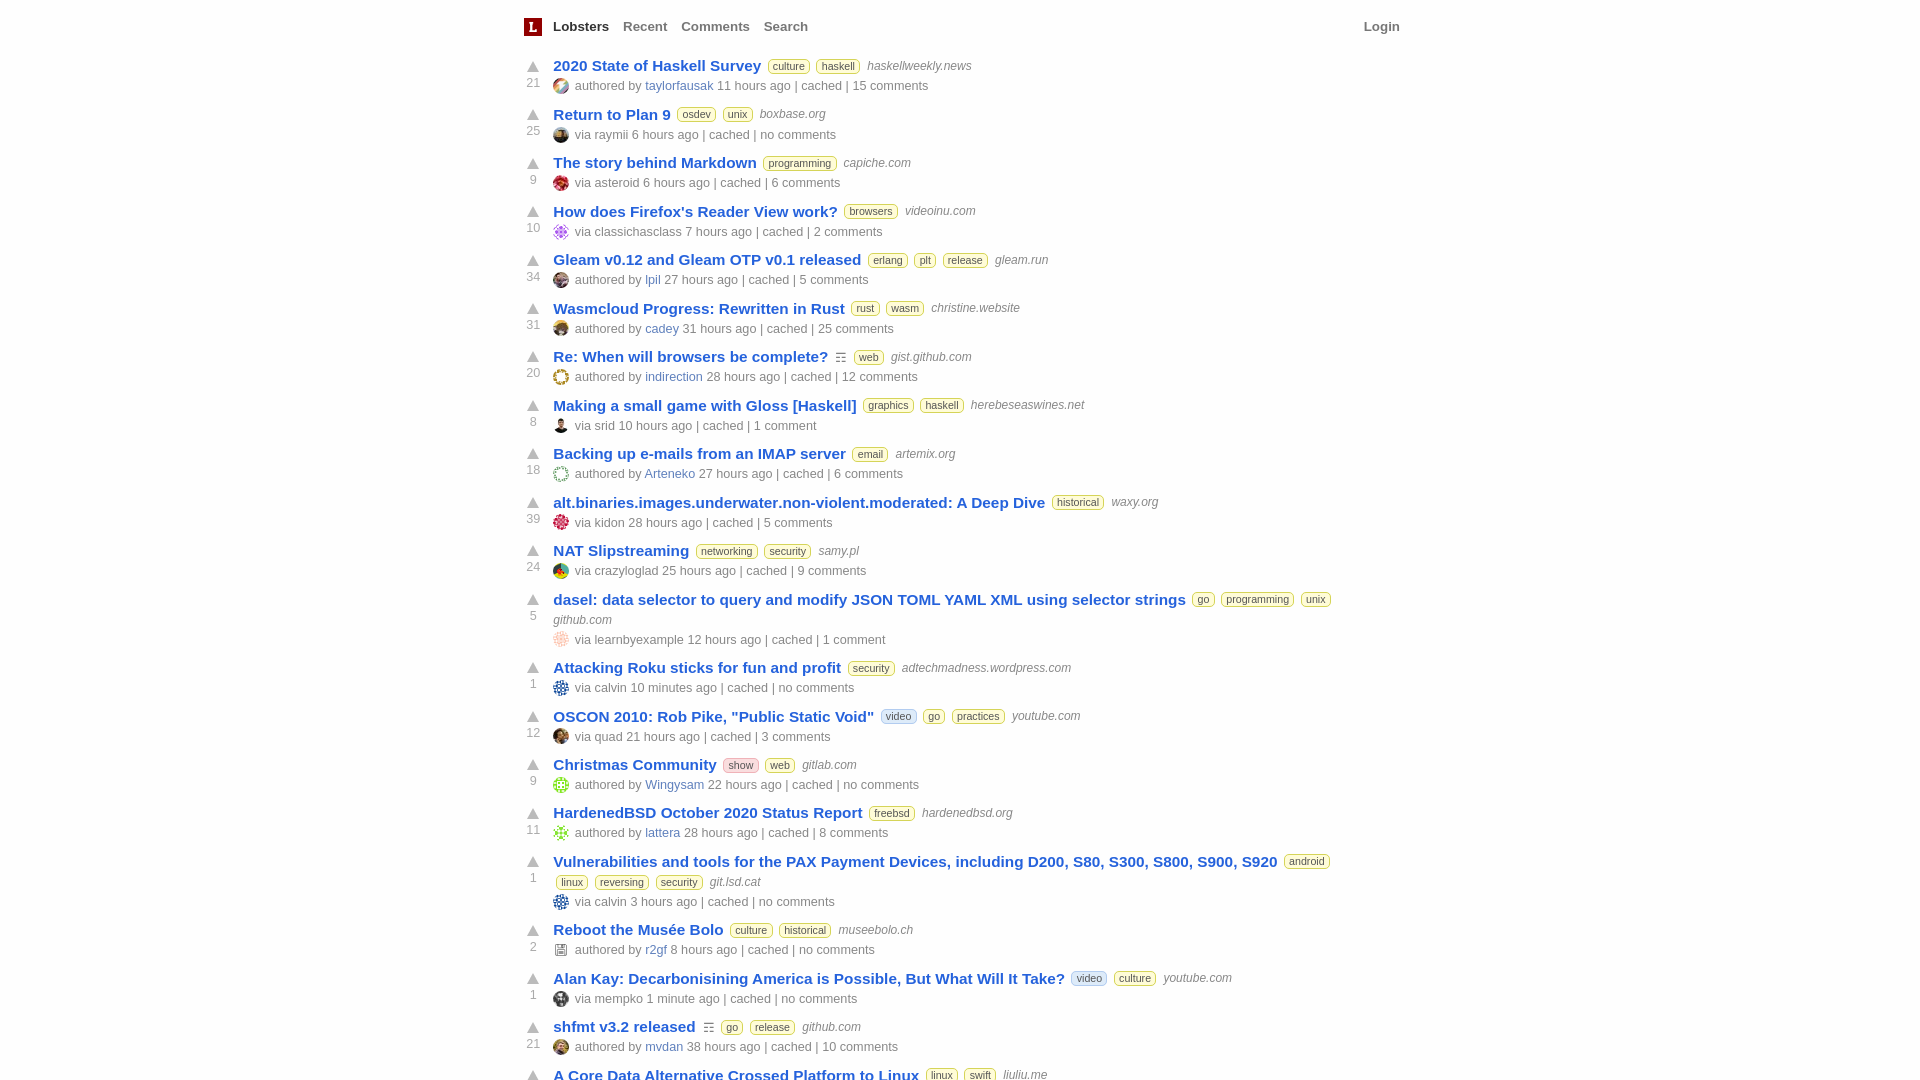 L Lobsters Recent Comments Search Login
2020 State of Haskell Survey culture haskell haskellweekly.news
21
authored by taylorfausak 11 hours ago | cached | 15 comments
Return to Plan 9 osdev unix boxbase.org
25
via raymii 6 hours ago | cached | no comments
The story behind Markdown programming capiche.com
9
via asteroid 6 hours ago | cached | 6 comments
How does Firefox's Reader View work? browsers videoinu.com
10
via classichasclass 7 hours ago | cached | 2 comments
Gleam v0.12 and Gleam OTP v0.1 released erlang plt release gleam.run
34
authored by lpil 27 hours ago | cached | 5 comments
Wasmcloud Progress: Rewritten in Rust rust wasm christine.website
31
authored by cadey 31 hours ago | cached | 25 comments
Re: When will browsers be complete? ☶ web gist.github.com
20
authored by indirection 28 hours ago | cached | 12 comments
Making a small game with Gloss [Haskell] graphics haskell herebeseaswines.net
8
via srid 10 hours ago | cached | 1 comment
Backing up e-mails from an IMAP server email artemix.org
18
authored by Arteneko 27 hours ago | cached | 6 comments
alt.binaries.images.underwater.non-violent.moderated: A Deep Dive historical waxy.org
39
via kidon 28 hours ago | cached | 5 comments
NAT Slipstreaming networking security samy.pl
24
via crazyloglad 25 hours ago | cached | 9 comments
dasel: data selector to query and modify JSON TOML YAML XML using selector strings go programming unix
5
github.com
via learnbyexample 12 hours ago | cached | 1 comment
Attacking Roku sticks for fun and profit security adtechmadness.wordpress.com
1
via calvin 10 minutes ago | cached | no comments
OSCON 2010: Rob Pike, "Public Static Void" video go practices youtube.com
12
via quad 21 hours ago | cached | 3 comments
Christmas Community show web gitlab.com
9
authored by Wingysam 22 hours ago | cached | no comments
HardenedBSD October 2020 Status Report freebsd hardenedbsd.org
11
authored by lattera 28 hours ago | cached | 8 comments
Vulnerabilities and tools for the PAX Payment Devices, including D200, S80, S300, S800, S900, S920 android
1
linux reversing security git.lsd.cat
via calvin 3 hours ago | cached | no comments
Reboot the Musée Bolo culture historical museebolo.ch
2
authored by r2gf 8 hours ago | cached | no comments
Alan Kay: Decarbonisining America is Possible, But What Will It Take? video culture youtube.com
1
via mempko 1 minute ago | cached | no comments
shfmt v3.2 released ☶ go release github.com
21
authored by mvdan 38 hours ago | cached | 10 comments
A Core Data Alternative Crossed Platform to Linux linux swift liuliu.me